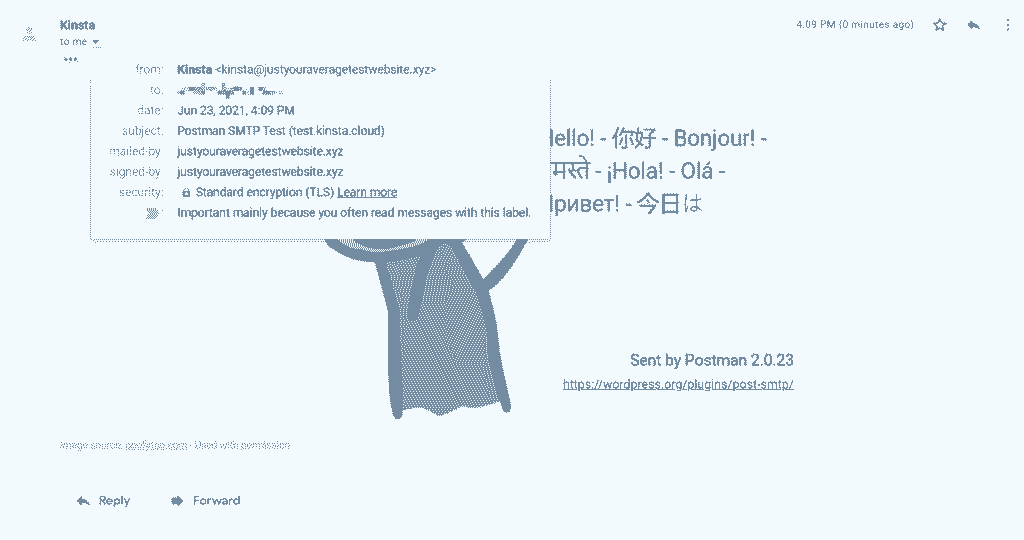 Kinsta
4:09 PM (0 minutes ago)
to me
from: Kinsta <kinsta@justyouraveragetestwebsite.xyz>
to:
date: Jun 23, 2021, 4:09 PM
subject: Postman SMTP Test (test.kinsta.cloud)
mailed-by: justyouraveragetestwebsite.xyz
signed-by: justyouraveragetestwebsite.xyz
security: Standard encryption (TLS) Learn more
: Important mainly because you often read messages with this label.
ello! - 你好 - Bonjour! -
मस्ते - ¡Hola! - Olá -
ривет! - 今日は
Sent by Postman 2.0.23
https://wordpress.org/plugins/post-smtp/
Image source: - Used with permission
Reply Forward